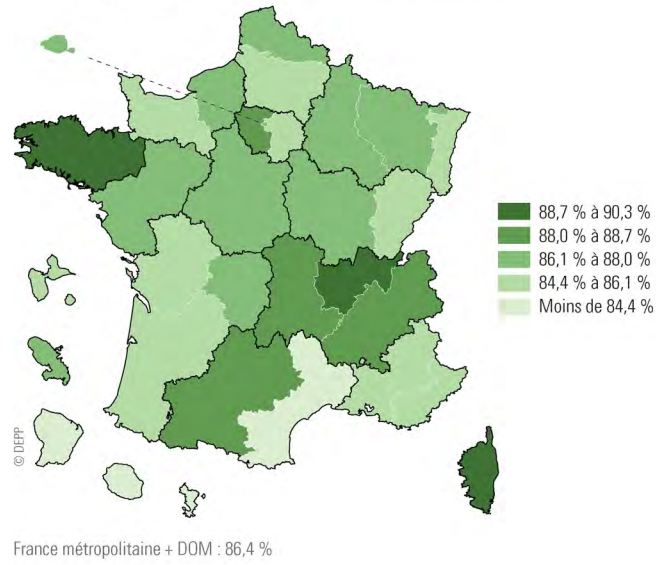 88,7 % à 90,3 %
88,0 % à 88,7 %
86,1 % à 88,0 %
84,4 % à 86,1 %
Moins de 84,4 %
© DEPP
France métropolitaine + DOM : 86,4 %